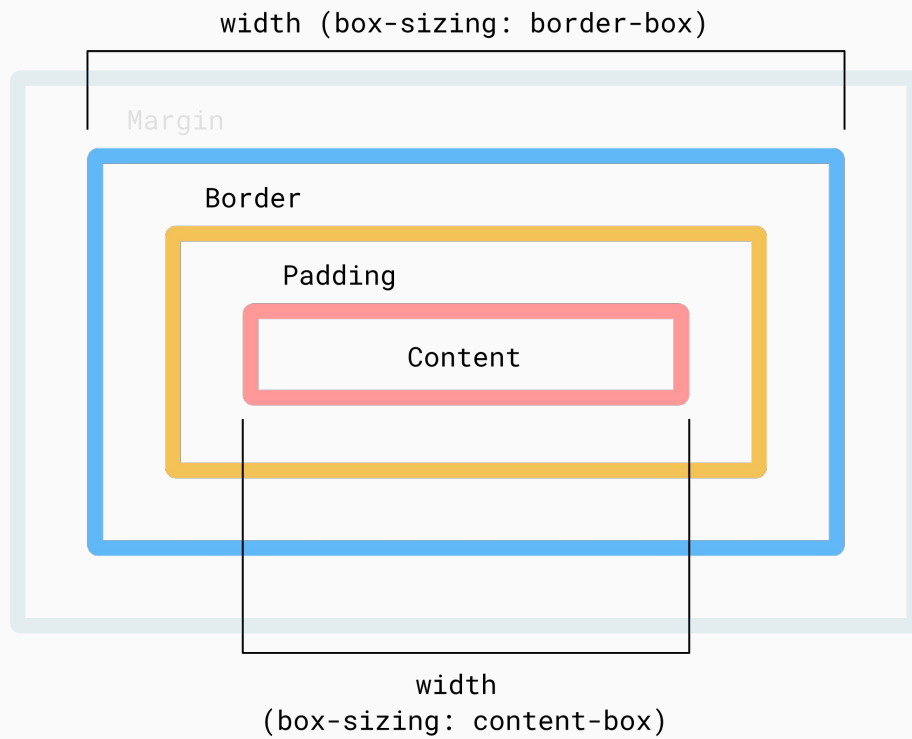 width (box-sizing: border-box)
Margin
Border
Padding
Content
width
(box-sizing: content-box)